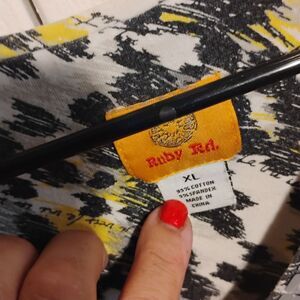 Ruby Rd.
XL
95% COTTON
5% SPANDEX
MADE IN
CHINA